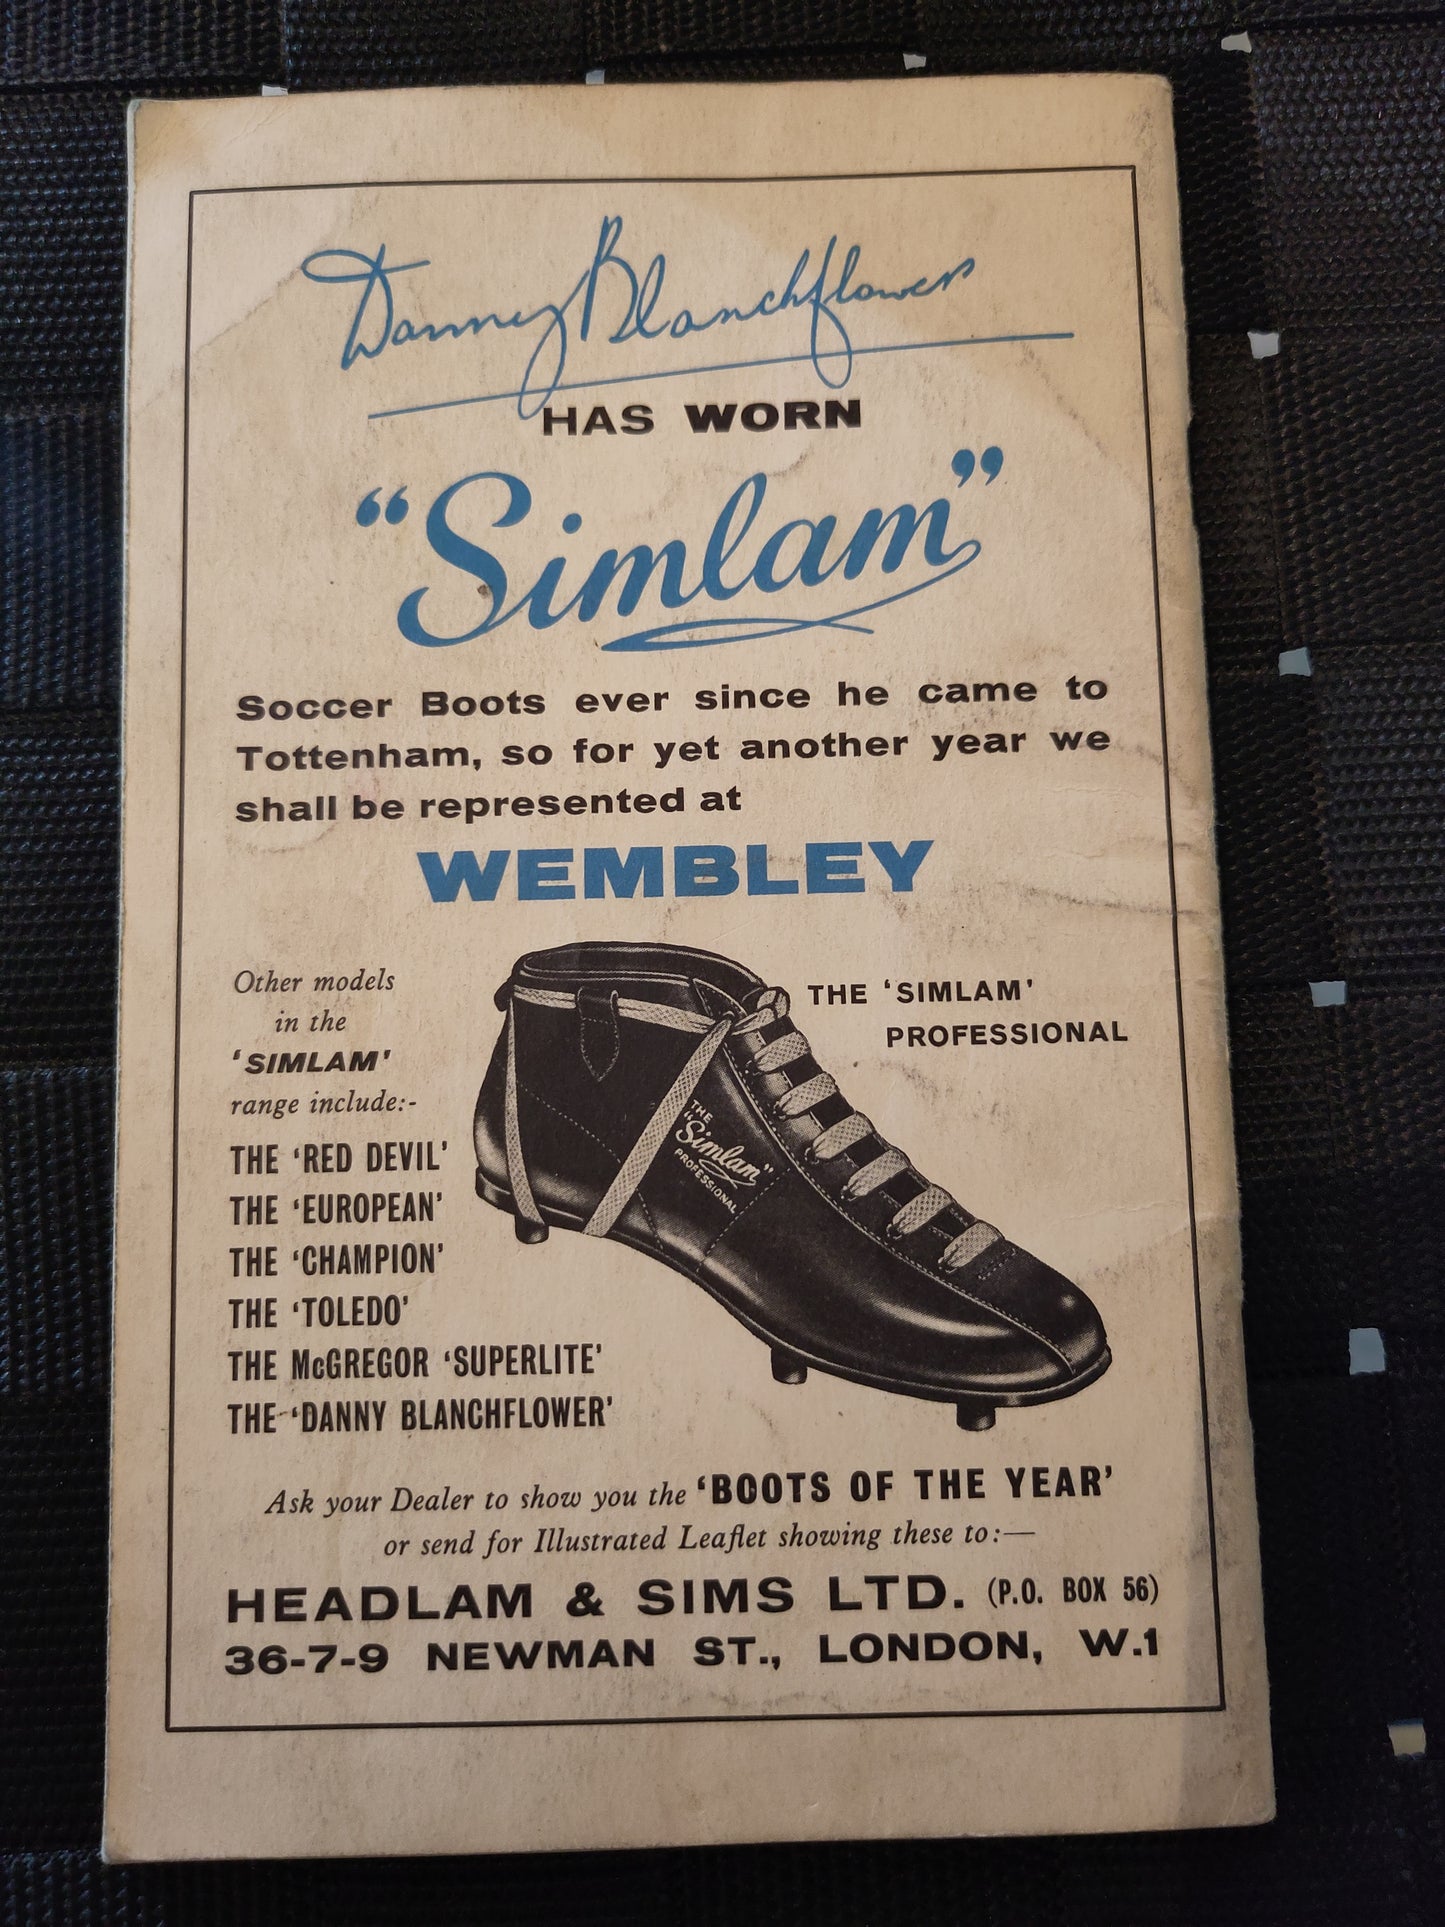 Danny Blanchflower
HAS WORN
“Simlam”
Soccer Boots ever since he came to
Tottenham, so for yet another year we
shall be represented at
WEMBLEY
Other models
in the
‘SIMLAM’
range include:-
THE ‘RED DEVIL’
THE ‘EUROPEAN’
THE ‘CHAMPION’
THE ‘TOLEDO’
THE McGREGOR ‘SUPERLITE’
THE ‘DANNY BLANCHFLOWER’
THE ‘SIMLAM’
PROFESSIONAL
THE
“Simlam”
PROFESSIONAL
Ask your Dealer to show you the ‘BOOTS OF THE YEAR’
or send for Illustrated Leaflet showing these to:—
HEADLAM & SIMS LTD. (P.O. BOX 56)
36-7-9 NEWMAN ST., LONDON, W.1